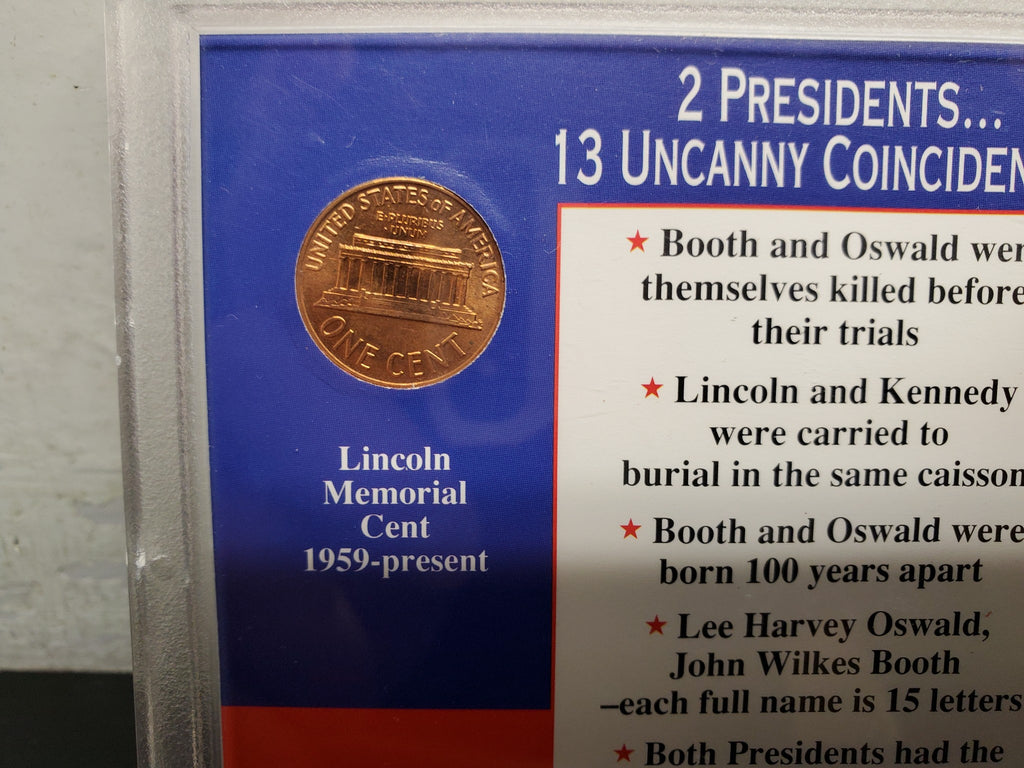 UNITED STATES OF AMERICA
E·PLURIBUS
UNUM
ONE CENT
Lincoln
Memorial
Cent
1959-present
2 PRESIDENTS...
13 UNCANNY COINCIDEN
★ Booth and Oswald wer
themselves killed before
their trials
★ Lincoln and Kennedy
were carried to
burial in the same caisson
★ Booth and Oswald were
born 100 years apart
★ Lee Harvey Oswald,
John Wilkes Booth
–each full name is 15 letters
★ Both Presidents had the